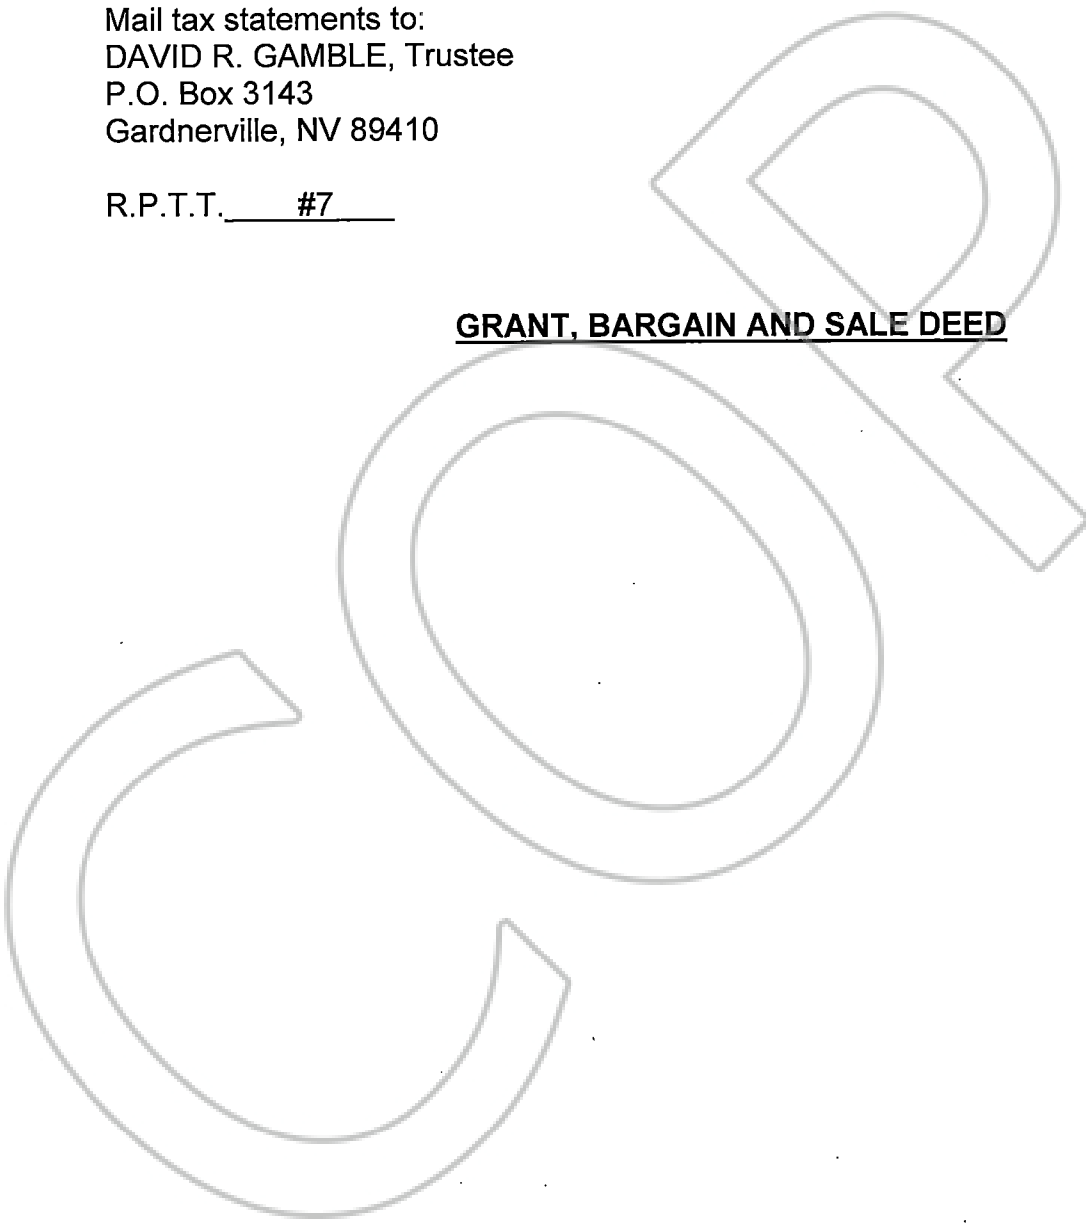 Mail tax statements to:
DAVID R. GAMBLE, Trustee
P.O. Box 3143
Gardnerville, NV 89410
R.P.T.T. #7
GRANT, BARGAIN AND SALE DEED
COP